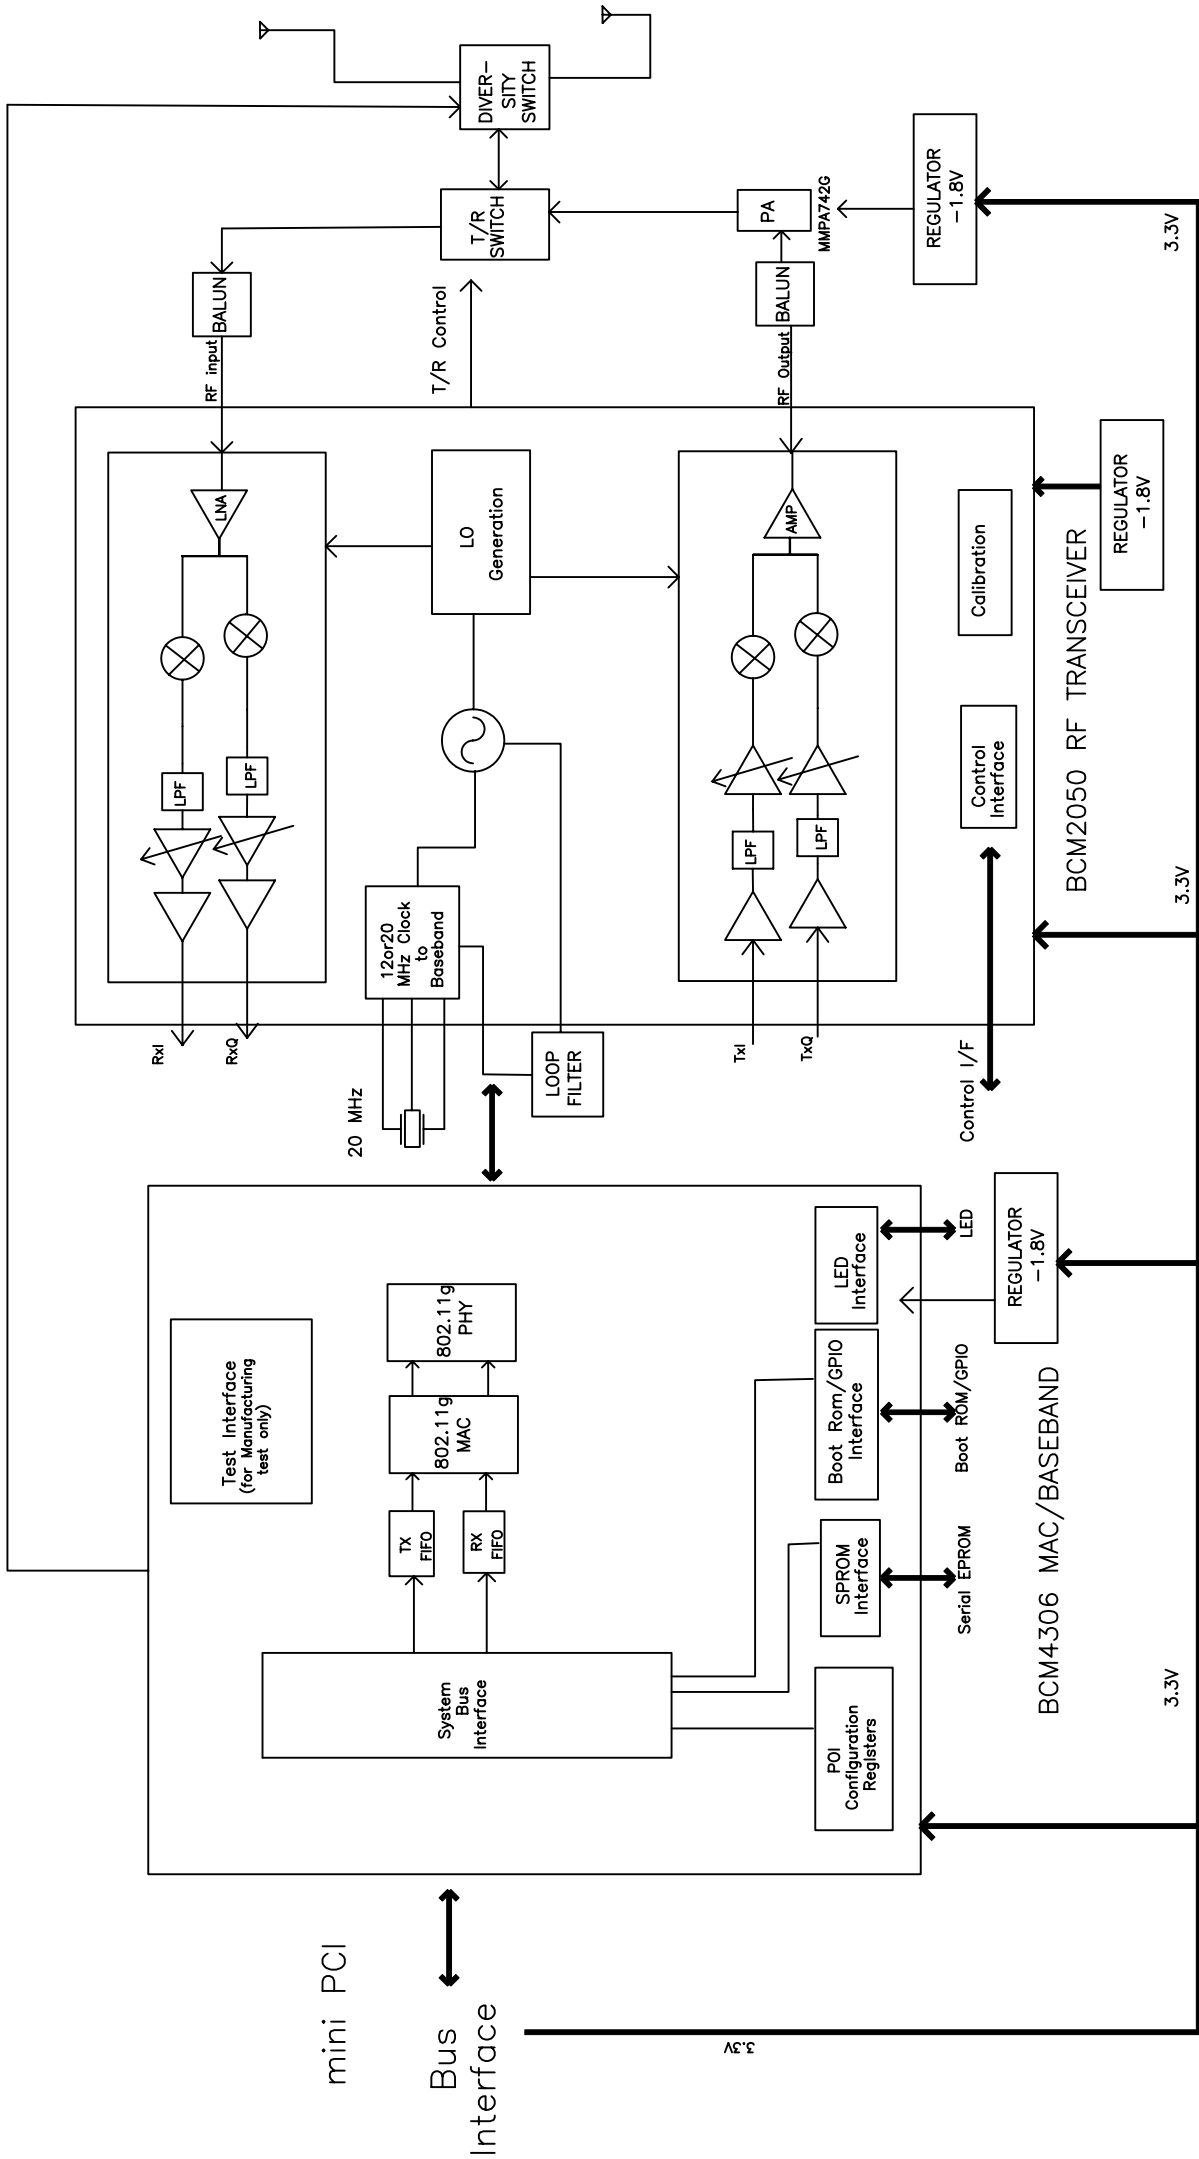 mini PCI
Bus
Interface
3.3V
Test Interface
(for Manufacturing
test only)
System
Bus
Interface
TX
FIFO
RX
FIFO
802.11g
MAC
802.11g
PHY
POI
Configuration
Registers
SPROM
Interface
Boot Rom/GPIO
Interface
LED
Interface
Serial EPROM
Boot ROM/GPIO
LED
REGULATOR
-1.8V
BCM4306 MAC/BASEBAND
3.3V
RxI
RxQ
20 MHz
LOOP
FILTER
TxI
TxQ
Control I/F
12or20
MHz Clock
to
Baseband
LPF
LPF
LNA
LO
Generation
LPF
LPF
AMP
Control
Interface
Calibration
BCM2050 RF TRANSCEIVER
REGULATOR
-1.8V
3.3V
RF input
BALUN
T/R Control
RF Output
BALUN
T/R
SWITCH
PA
MMPA742G
REGULATOR
-1.8V
3.3V
DIVER-
SITY
SWITCH